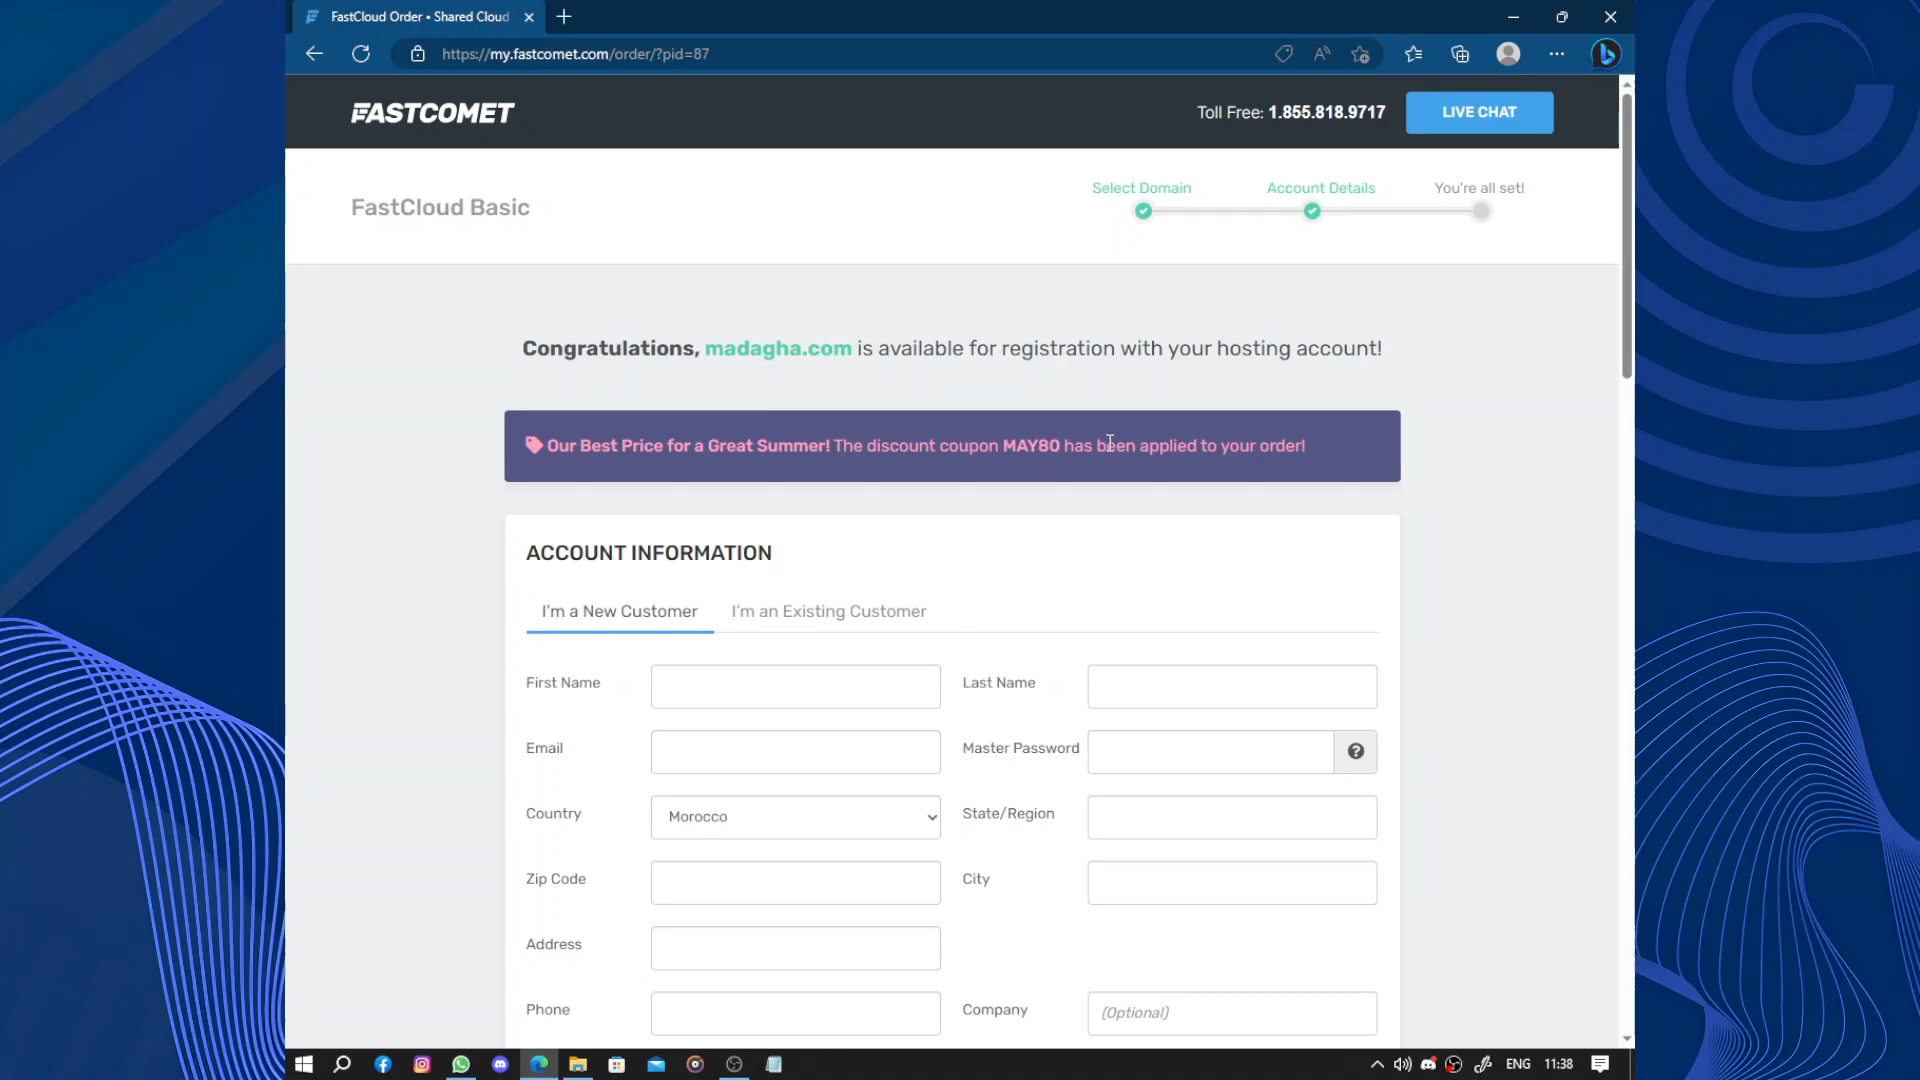 FastCloud Order • Shared Cloud
https://my.fastcomet.com/order/?pid=87
FASTCOMET
Toll Free: 1.855.818.9717
LIVE CHAT
FastCloud Basic
Select Domain
Account Details
You're all set!
Congratulations, madagha.com is available for registration with your hosting account!
Our Best Price for a Great Summer! The discount coupon MAY80 has been applied to your order!
ACCOUNT INFORMATION
I'm a New Customer
I'm an Existing Customer
First Name
Last Name
Email
Master Password
Country
Morocco
State/Region
Zip Code
City
Address
Phone
Company
(Optional)
ENG
11:38